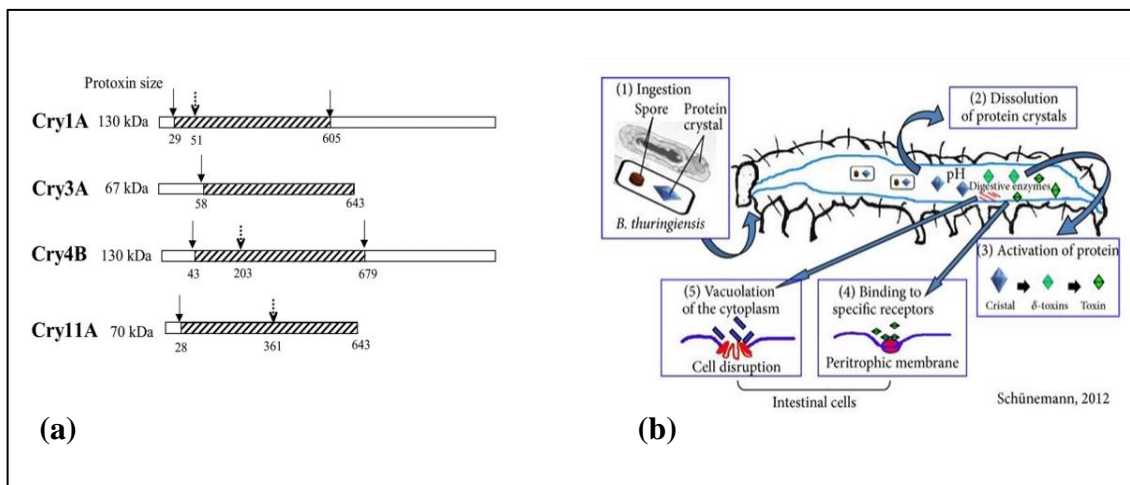 Protoxin size
Cry1A 130 kDa
29 51 605
Cry3A 67 kDa
58 643
Cry4B 130 kDa
43 203 679
Cry11A 70 kDa
28 361 643
(a)
(1) Ingestion
Spore Protein
crystal
B. thuringiensis
(2) Dissolution
of protein crystals
pH
Digestive enzymes
(3) Activation of protein
Cristal δ-toxins Toxin
(5) Vacuolation
of the cytoplasm
Cell disruption
(4) Binding to
specific receptors
Peritrophic membrane
Intestinal cells
Schünemann, 2012
(b)